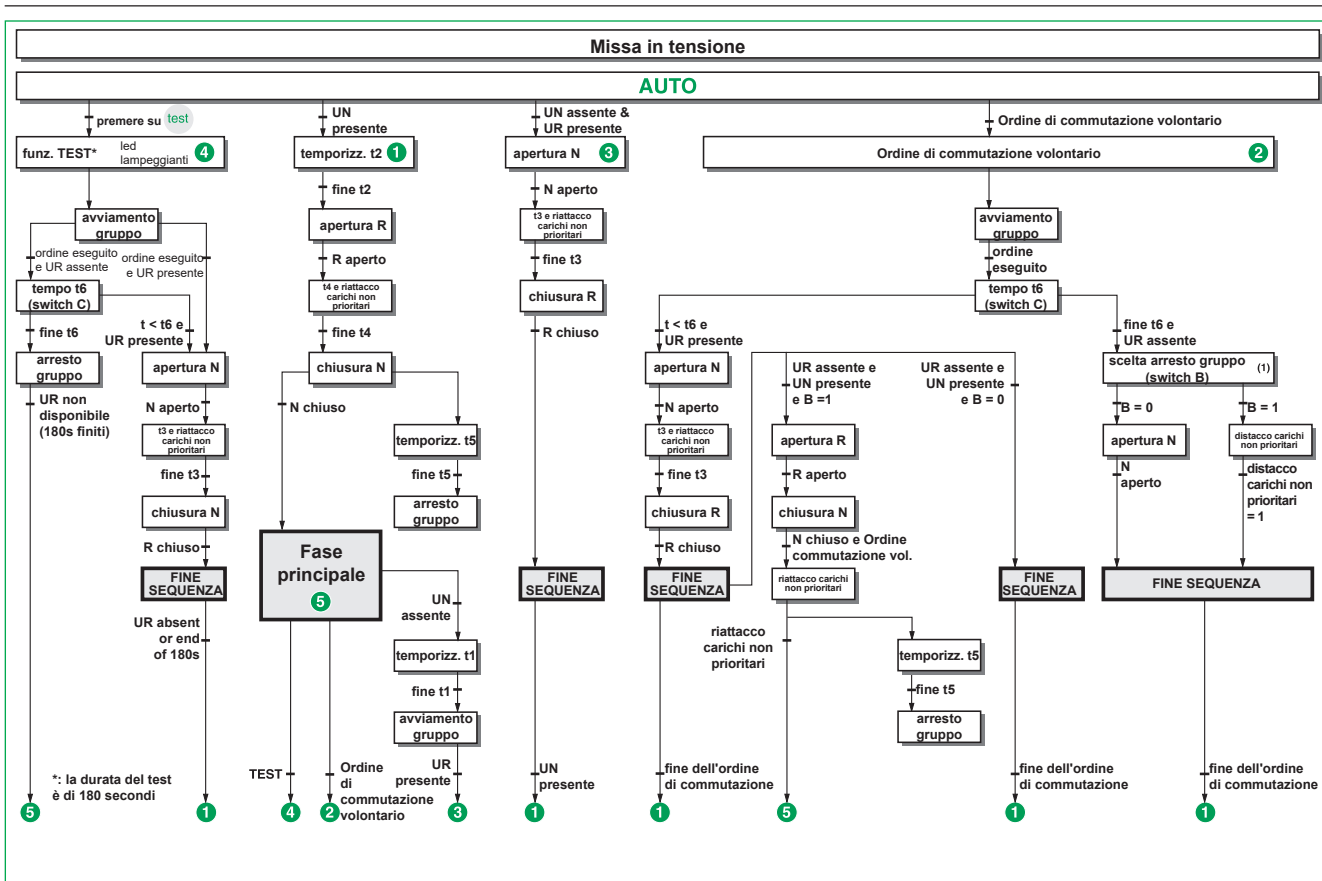 Missa in tensione
AUTO
premere su test
funz. TEST*
led
lampeggianti
4
avviamento
gruppo
ordine eseguito
e UR assente
ordine eseguito
e UR presente
tempo t6
(switch C)
fine t6
t < t6 e
UR presente
arresto
gruppo
apertura N
UR non
disponibile
(180s finiti)
N aperto
t3 e riattacco
carichi non
prioritari
fine t3
chiusura N
R chiuso
FINE
SEQUENZA
UR absent
or end
of 180s
*: la durata del test
è di 180 secondi
5
1
UN
presente
temporizz. t2
1
fine t2
apertura R
R aperto
t4 e riattacco
carichi non
prioritari
fine t4
chiusura N
N chiuso
temporizz. t5
fine t5
arresto
gruppo
Fase
principale
5
UN
assente
temporizz. t1
fine t1
avviamento
gruppo
TEST
Ordine
di
commutazione
volontario
UR
presente
4
2
3
UN assente &
UR presente
apertura N
3
N aperto
t3 e riattacco
carichi non
prioritari
fine t3
chiusura R
R chiuso
FINE
SEQUENZA
UN
presente
1
Ordine di commutazione volontario
Ordine di commutazione volontario
2
avviamento
gruppo
ordine
eseguito
tempo t6
(switch C)
t < t6 e
UR presente
apertura N
N aperto
t3 e riattacco
carichi non
prioritari
fine t3
chiusura R
R chiuso
FINE
SEQUENZA
fine dell'ordine
di commutazione
1
UR assente e
UN presente
e B =1
apertura R
R aperto
chiusura N
N chiuso e Ordine
commutazione vol.
riattacco carichi
non prioritari
riattacco
carichi non
prioritari
temporizz. t5
fine t5
arresto
gruppo
5
UR assente e
UN presente
e B = 0
FINE
SEQUENZA
fine dell'ordine
di commutazione
1
fine t6 e
UR assente
scelta arresto gruppo
(switch B)
(1)
B = 0
B = 1
apertura N
distacco carichi
non prioritari
N
aperto
distacco
carichi non
prioritari
= 1
FINE SEQUENZA
fine dell'ordine
di commutazione
1